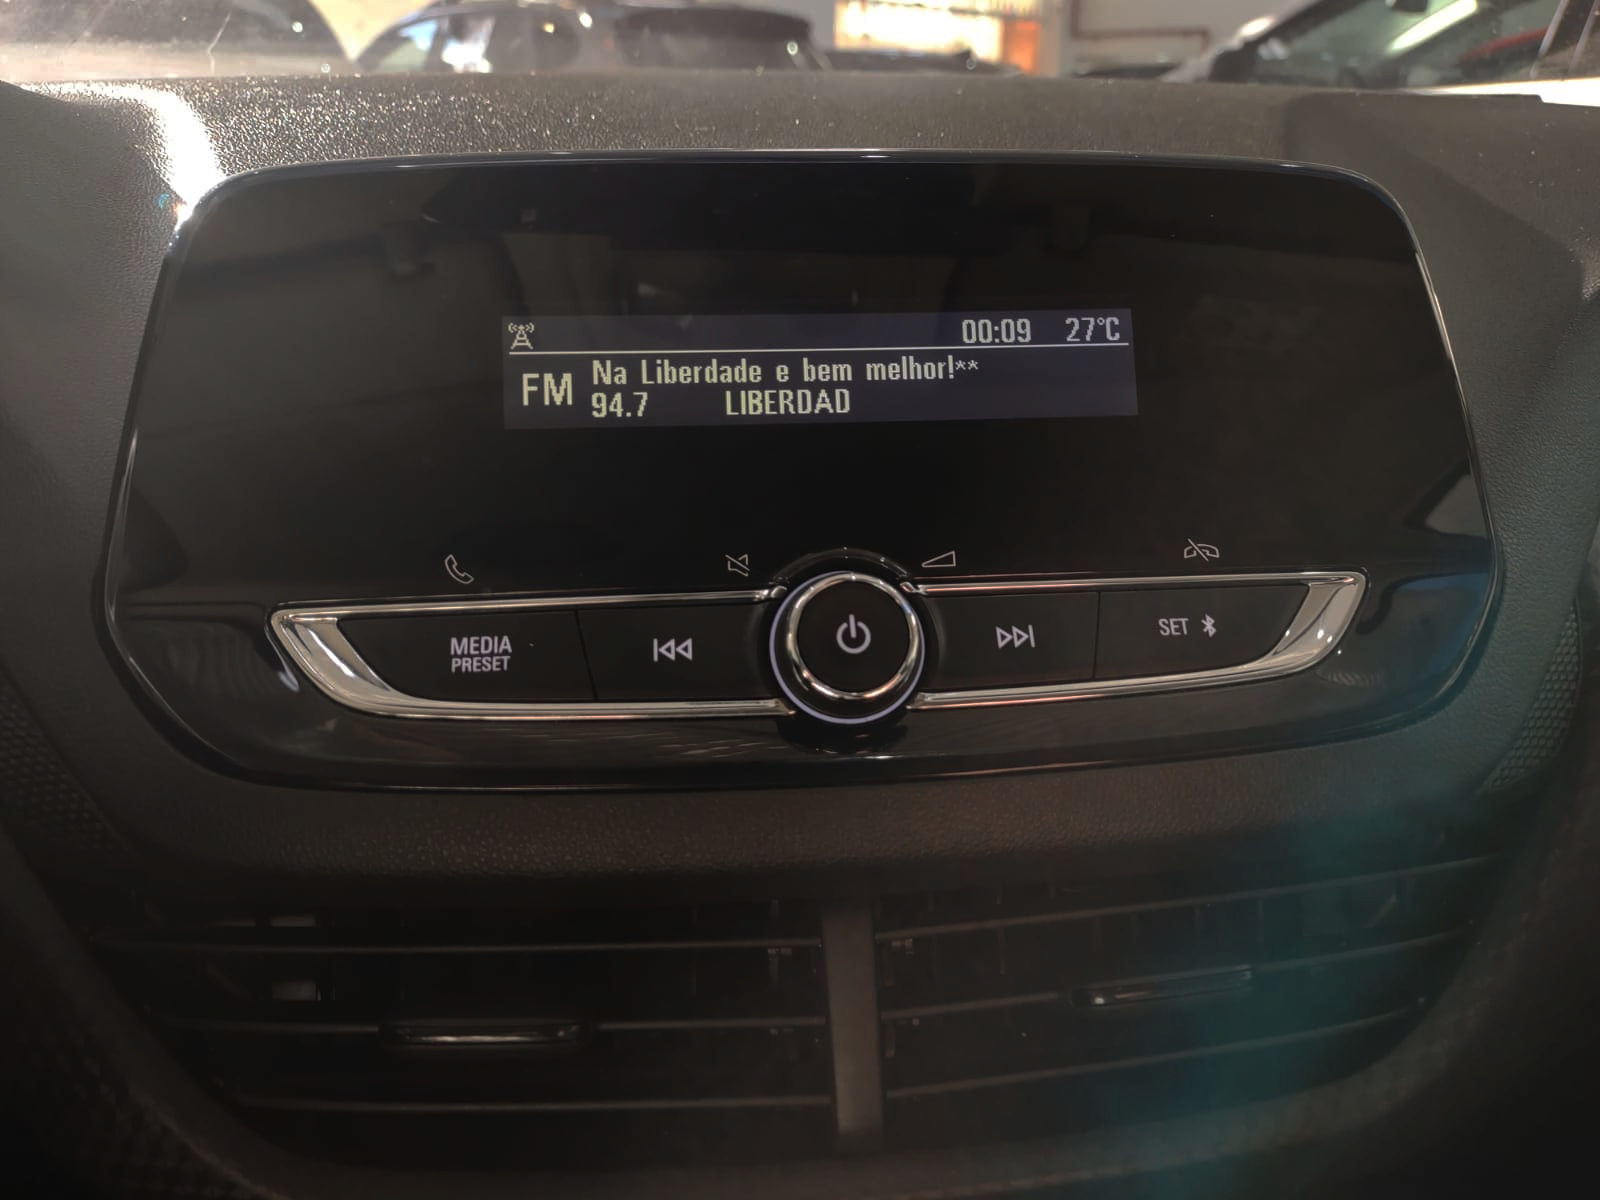 00:09 27°C
FM
Na Liberdade e bem melhor!**
94.7 LIBERDAD
MEDIA
PRESET
SET